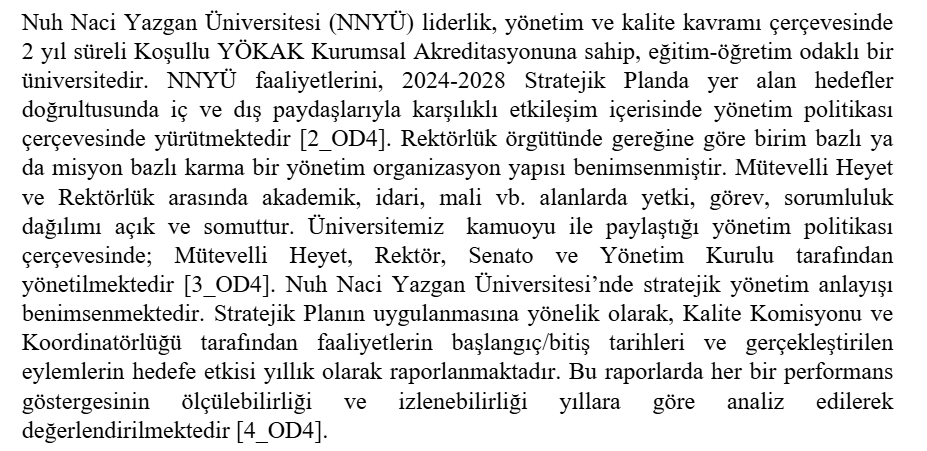 Nuh Naci Yazgan Üniversitesi (NNYÜ) liderlik, yönetim ve kalite kavramı çerçevesinde
2 yıl süreli Koşullu YÖKAK Kurumsal Akreditasyonuna sahip, eğitim-öğretim odaklı bir
üniversitedir. NNYÜ faaliyetlerini, 2024-2028 Stratejik Planda yer alan hedefler
doğrultusunda iç ve dış paydaşlarıyla karşılıklı etkileşim içerisinde yönetim politikası
çerçevesinde yürütmektedir [2_OD4]. Rektörlük örgütünde gereğine göre birim bazlı ya
da misyon bazlı karma bir yönetim organizasyon yapısı benimsenmiştir. Mütevelli Heyet
ve Rektörlük arasında akademik, idari, mali vb. alanlarda yetki, görev, sorumluluk
dağılımı açık ve somuttur. Üniversitemiz kamuoyu ile paylaştığı yönetim politikası
çerçevesinde; Mütevelli Heyet, Rektör, Senato ve Yönetim Kurulu tarafından
yönetilmektedir [3_OD4]. Nuh Naci Yazgan Üniversitesi’nde stratejik yönetim anlayışı
benimsenmektedir. Stratejik Planın uygulanmasına yönelik olarak, Kalite Komisyonu ve
Koordinatörlüğü tarafından faaliyetlerin başlangıç/bitiş tarihleri ve gerçekleştirilen
eylemlerin hedefe etkisi yıllık olarak raporlanmaktadır. Bu raporlarda her bir performans
göstergesinin ölçülebilirliği ve izlenebilirliği yıllara göre analiz edilerek
değerlendirilmektedir [4_OD4].